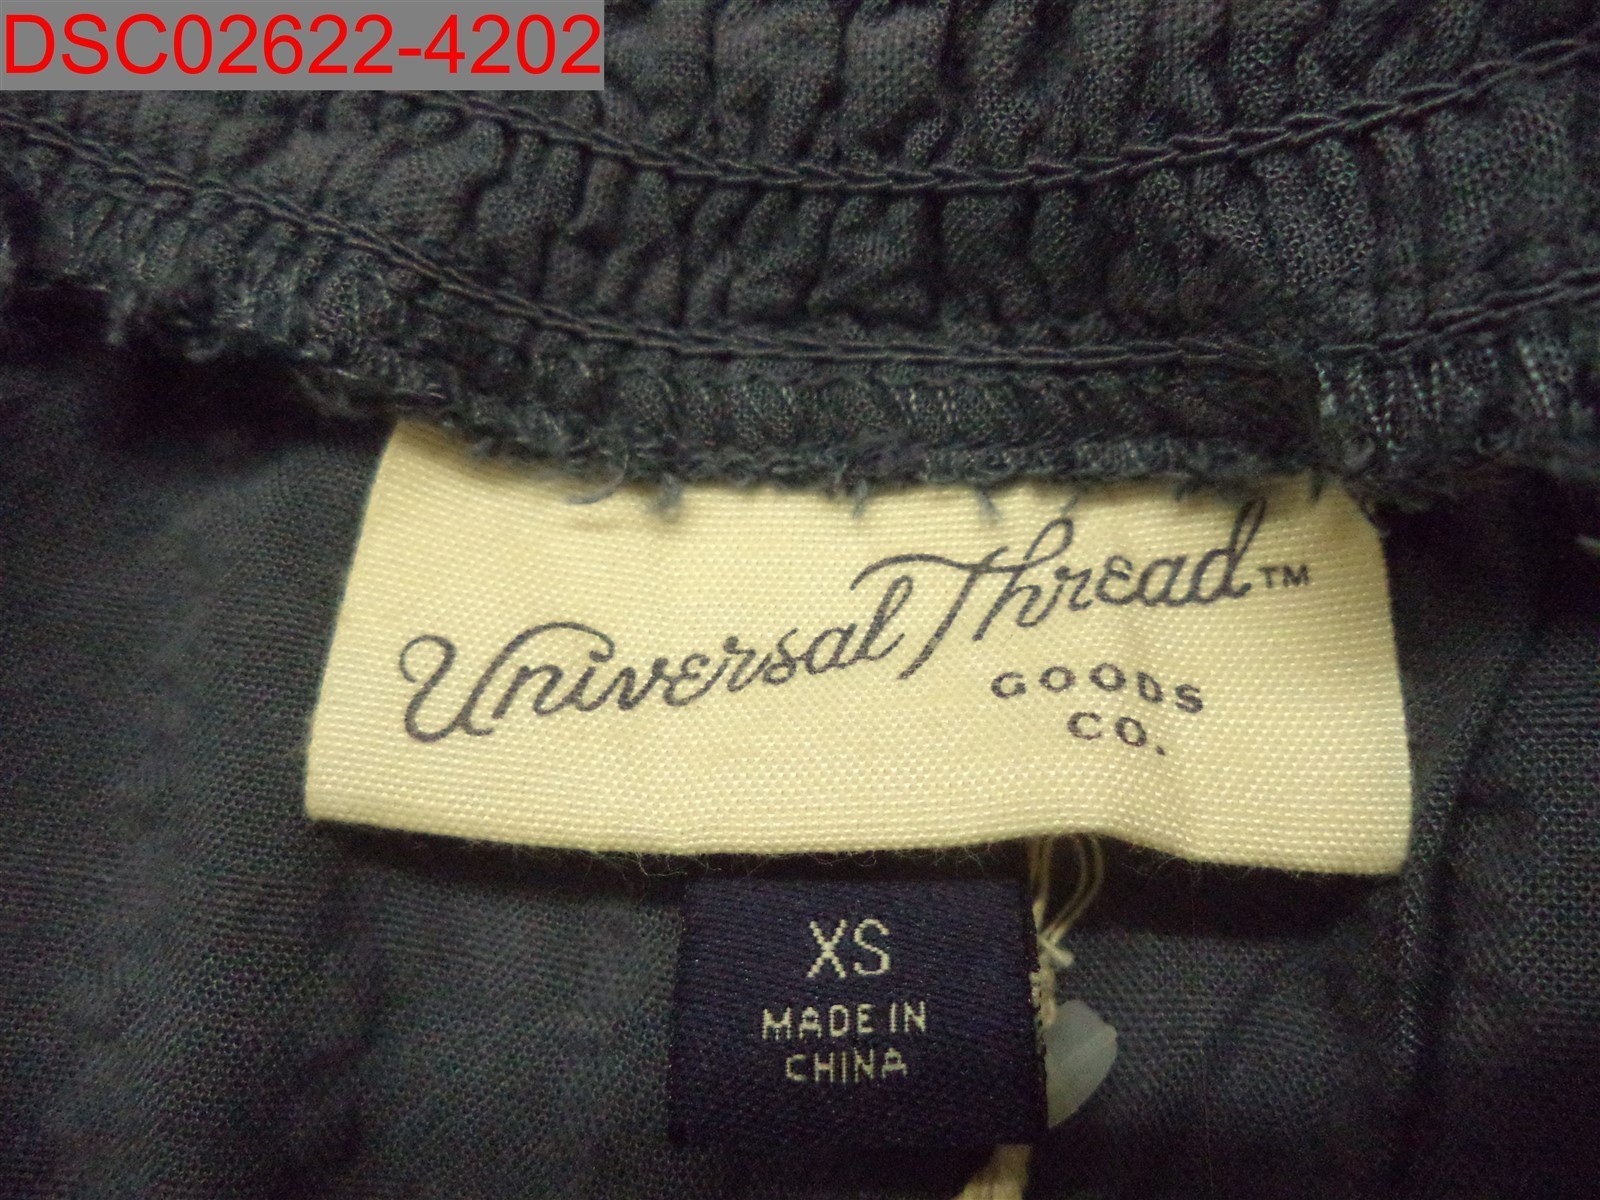 DSC02622-4202
Universal Thread™
GOODS
CO.
XS
MADE IN
CHINA